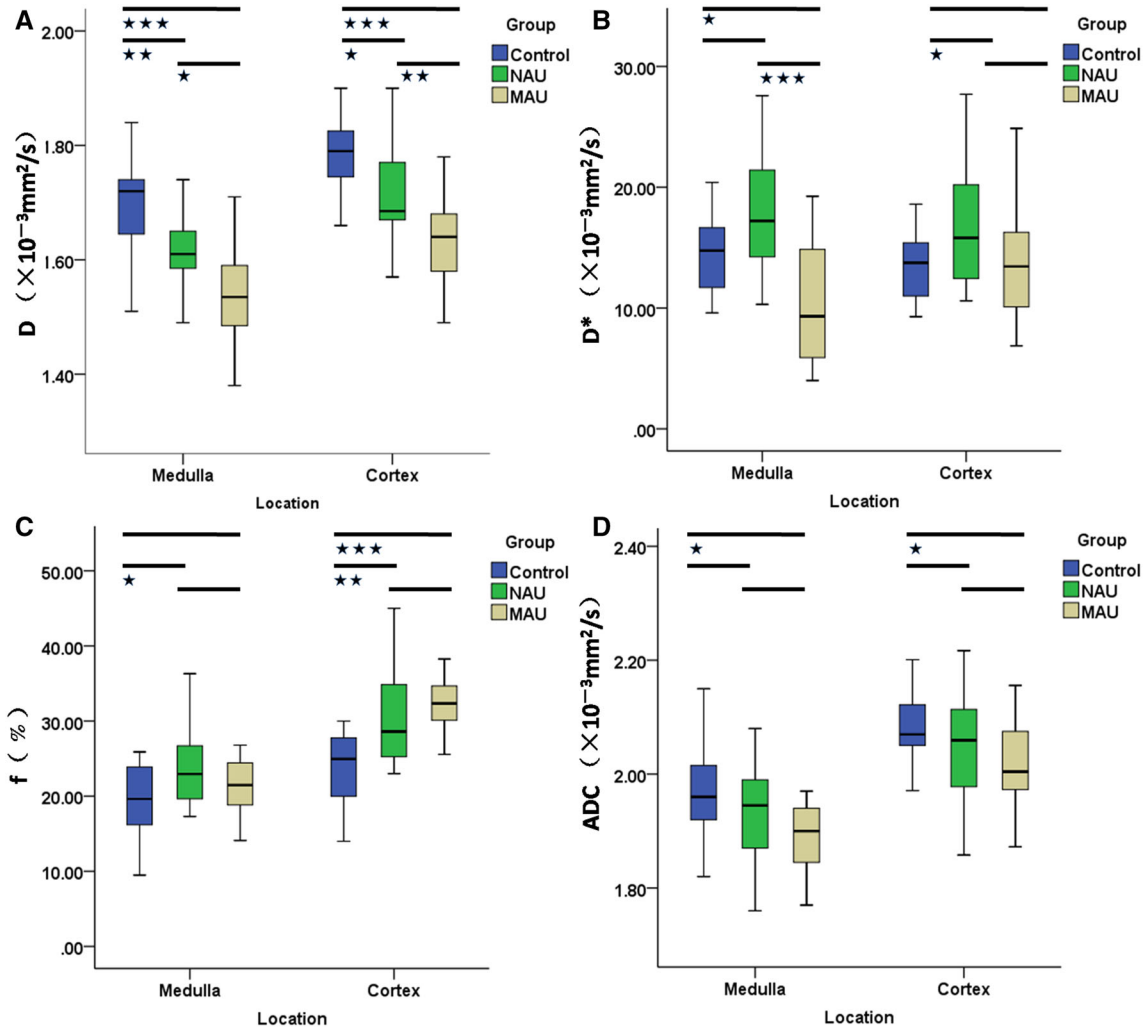 A
2.00
1.80
1.60
1.40
D (×10⁻³mm²/s)
★★★
★★
★
★★★
★
★★
Group
Control
NAU
MAU
Medulla
Cortex
Location
B
30.00
20.00
10.00
.00
D* (×10⁻³mm²/s)
★
★★★
★
Group
Control
NAU
MAU
Medulla
Cortex
Location
C
50.00
40.00
30.00
20.00
10.00
.00
f (%)
★
★★★
★★
Group
Control
NAU
MAU
Medulla
Cortex
Location
D
2.40
2.20
2.00
1.80
ADC (×10⁻³mm²/s)
★
★
Group
Control
NAU
MAU
Medulla
Cortex
Location